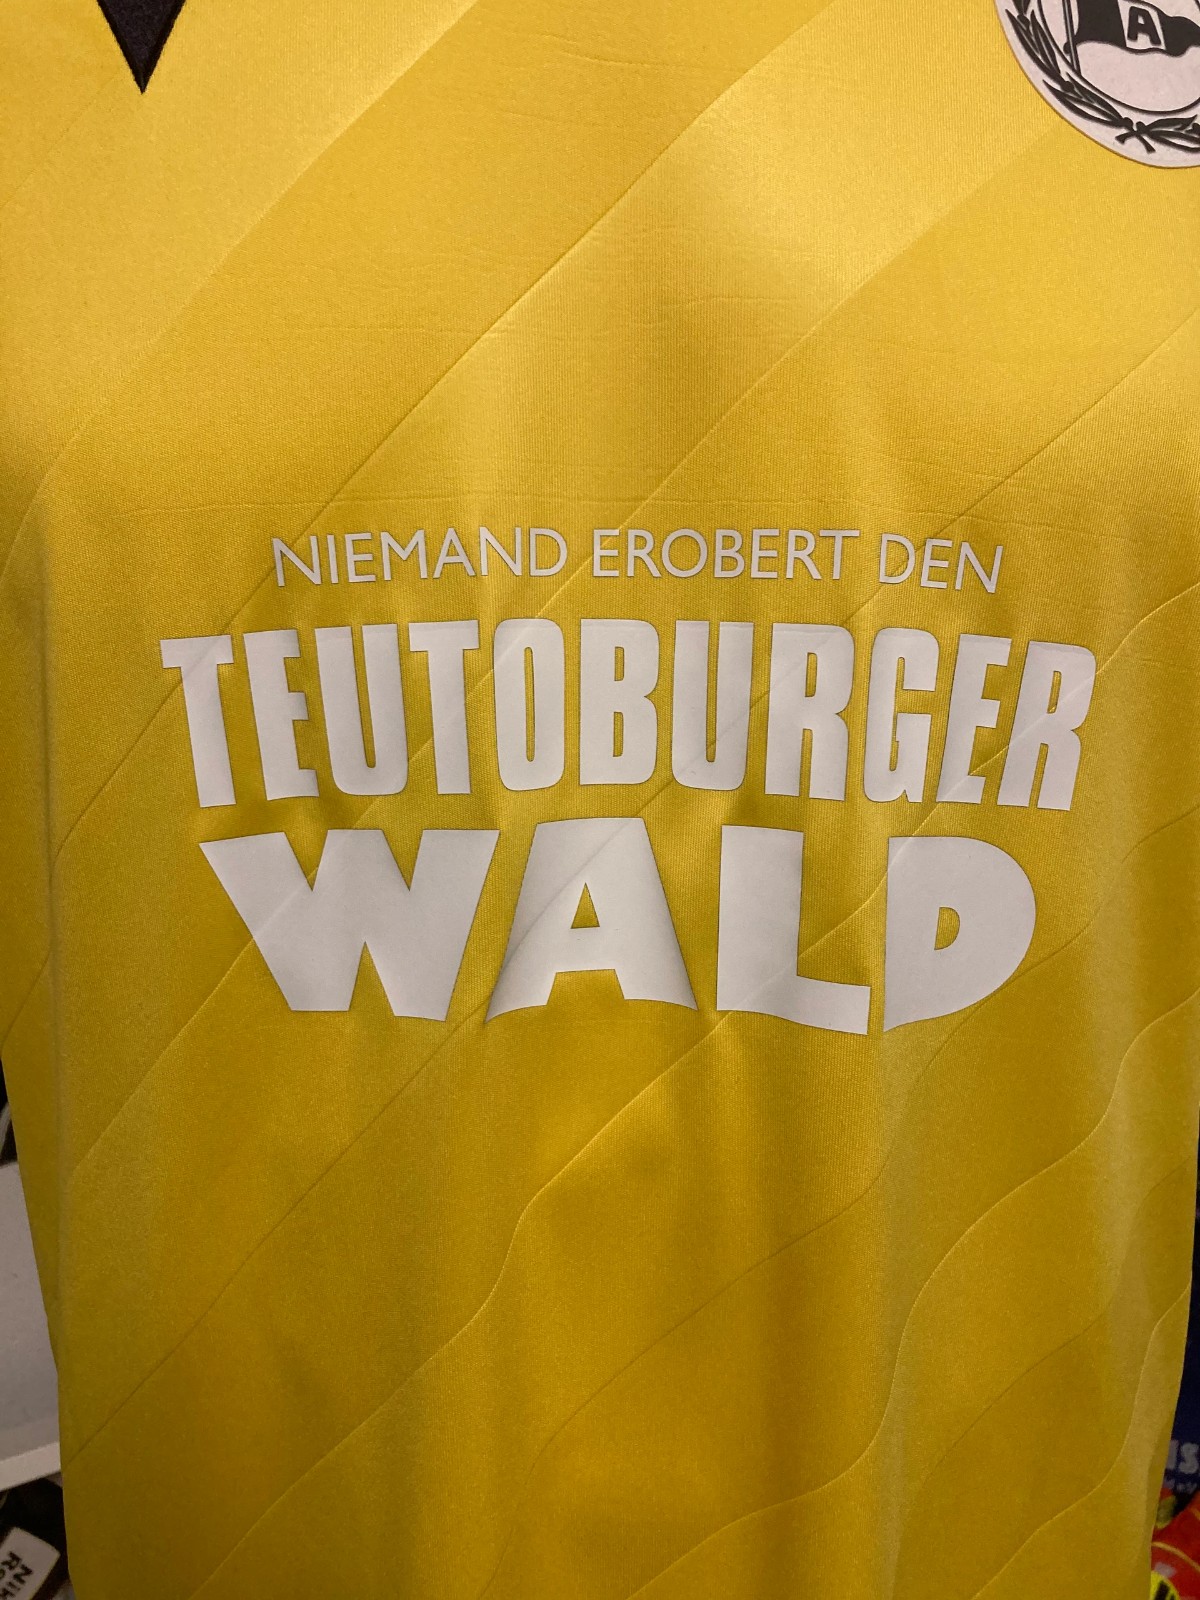 A
NIEMAND EROBERT DEN
TEUTOBURGER
WALD